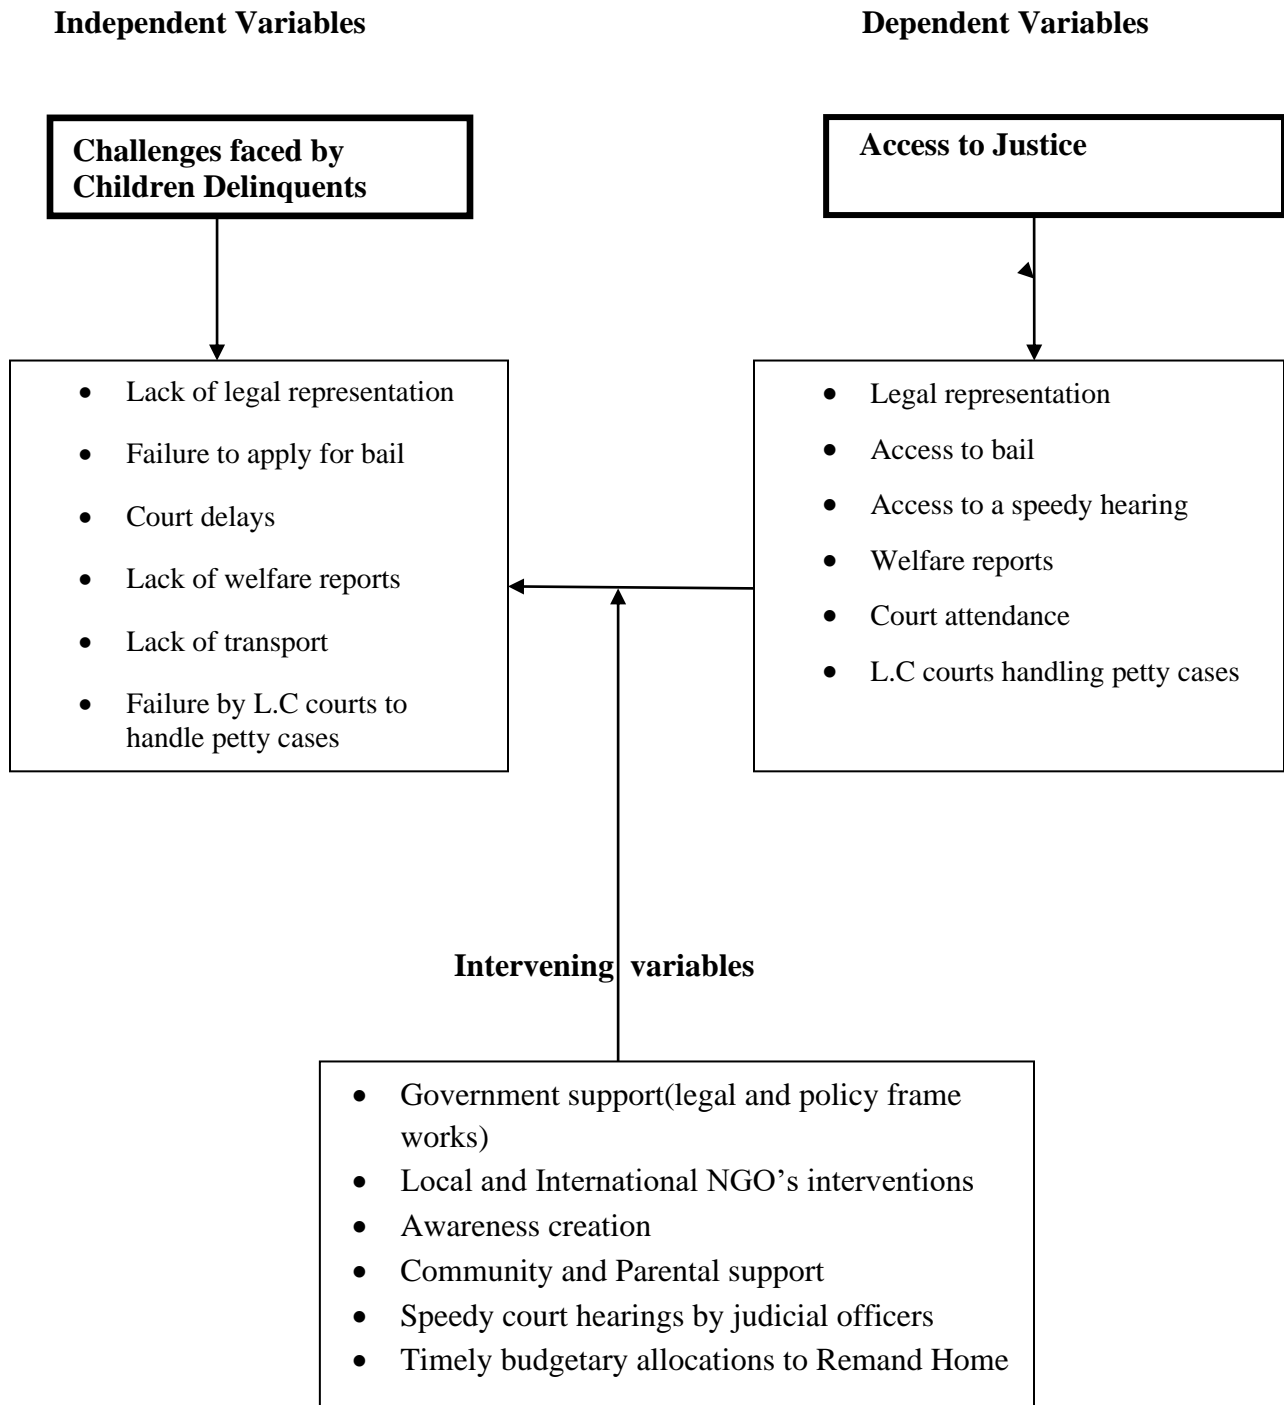 Independent Variables
Dependent Variables
Challenges faced by
Children Delinquents
Access to Justice
• Lack of legal representation
• Failure to apply for bail
• Court delays
• Lack of welfare reports
• Lack of transport
• Failure by L.C courts to
handle petty cases
• Legal representation
• Access to bail
• Access to a speedy hearing
• Welfare reports
• Court attendance
• L.C courts handling petty cases
Intervening variables
• Government support(legal and policy frame
works)
• Local and International NGO’s interventions
• Awareness creation
• Community and Parental support
• Speedy court hearings by judicial officers
• Timely budgetary allocations to Remand Home